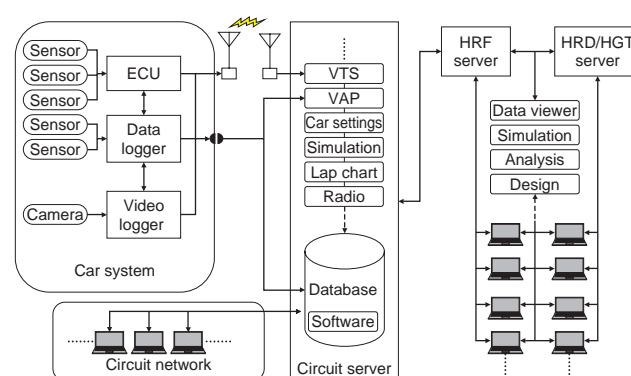 Sensor
Sensor
Sensor
Sensor
Sensor
Camera
ECU
Data
logger
Video
logger
Car system
VTS
VAP
Car settings
Simulation
Lap chart
Radio
Database
Software
Circuit server
Circuit network
HRF
server
HRD/HGT
server
Data viewer
Simulation
Analysis
Design